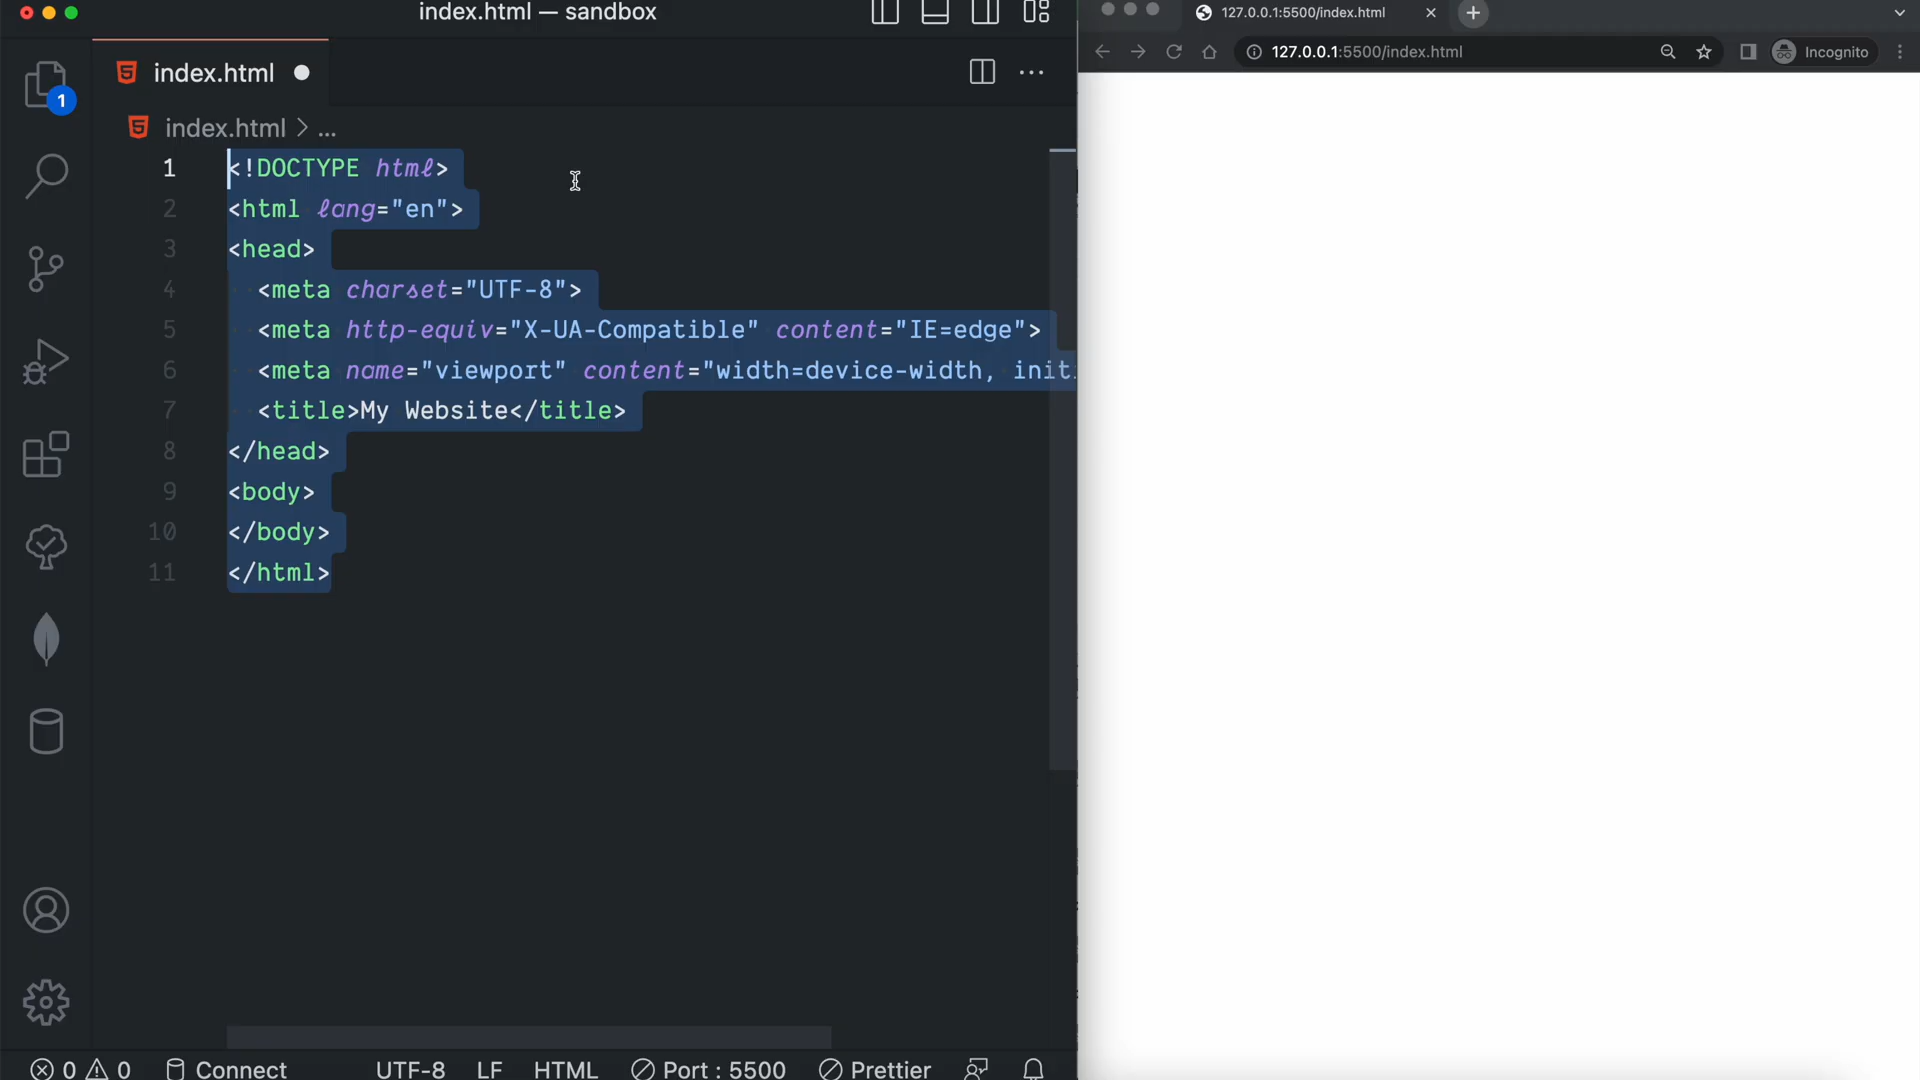 index.html — sandbox
index.html
1
index.html > ...
1 <!DOCTYPE html>
2 <html lang="en">
3 <head>
4 <meta charset="UTF-8">
5 <meta http-equiv="X-UA-Compatible" content="IE=edge">
6 <meta name="viewport" content="width=device-width, initi
7 <title>My Website</title>
8 </head>
9 <body>
10 </body>
11 </html>
0 0 Connect UTF-8 LF HTML Port : 5500 Prettier
127.0.0.1:5500/index.html
127.0.0.1:5500/index.html Incognito